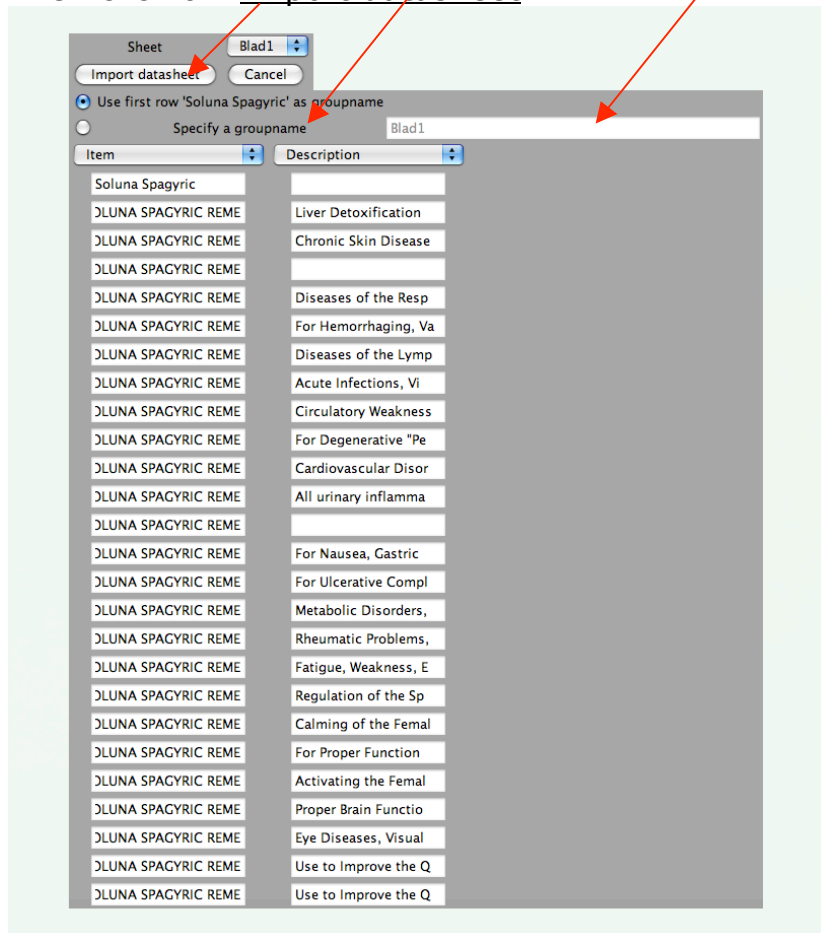 Import datasheet
Sheet Blad1
Import datasheet Cancel
Use first row 'Soluna Spagyric' as groupname
Specify a groupname Blad1
Item Description
Soluna Spagyric
OLUNA SPAGYRIC REME Liver Detoxification
OLUNA SPAGYRIC REME Chronic Skin Disease
OLUNA SPAGYRIC REME
OLUNA SPAGYRIC REME Diseases of the Resp
OLUNA SPAGYRIC REME For Hemorrhaging, Va
OLUNA SPAGYRIC REME Diseases of the Lymp
OLUNA SPAGYRIC REME Acute Infections, Vi
OLUNA SPAGYRIC REME Circulatory Weakness
OLUNA SPAGYRIC REME For Degenerative "Pe
OLUNA SPAGYRIC REME Cardiovascular Disor
OLUNA SPAGYRIC REME All urinary inflamma
OLUNA SPAGYRIC REME
OLUNA SPAGYRIC REME For Nausea, Gastric
OLUNA SPAGYRIC REME For Ulcerative Compl
OLUNA SPAGYRIC REME Metabolic Disorders,
OLUNA SPAGYRIC REME Rheumatic Problems,
OLUNA SPAGYRIC REME Fatigue, Weakness, E
OLUNA SPAGYRIC REME Regulation of the Sp
OLUNA SPAGYRIC REME Calming of the Femal
OLUNA SPAGYRIC REME For Proper Function
OLUNA SPAGYRIC REME Activating the Femal
OLUNA SPAGYRIC REME Proper Brain Functio
OLUNA SPAGYRIC REME Eye Diseases, Visual
OLUNA SPAGYRIC REME Use to Improve the Q
OLUNA SPAGYRIC REME Use to Improve the Q